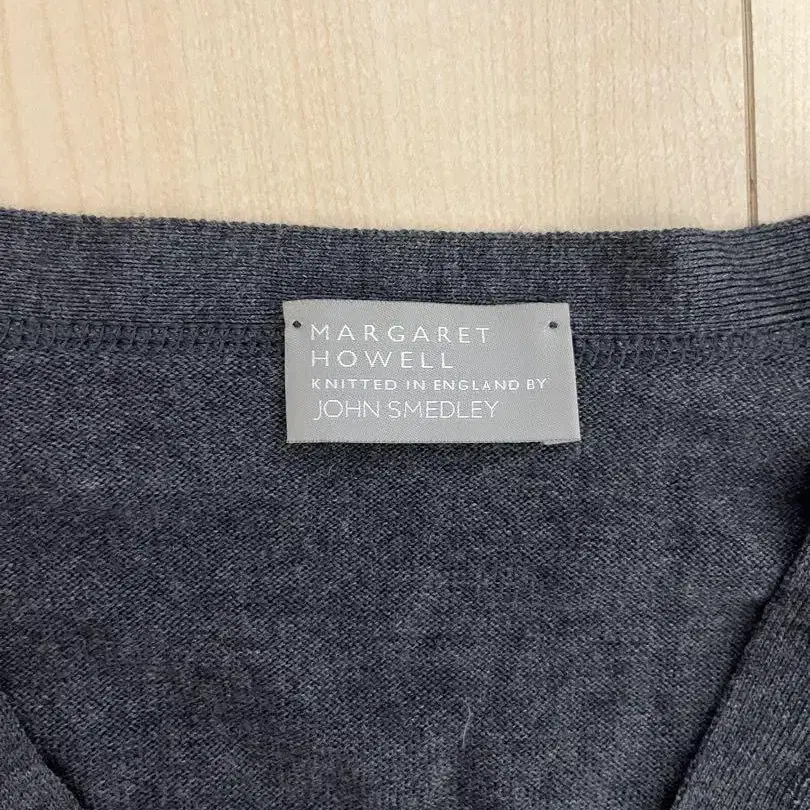 MARGARET
HOWELL
KNITTED IN ENGLAND BY
JOHN SMEDLEY